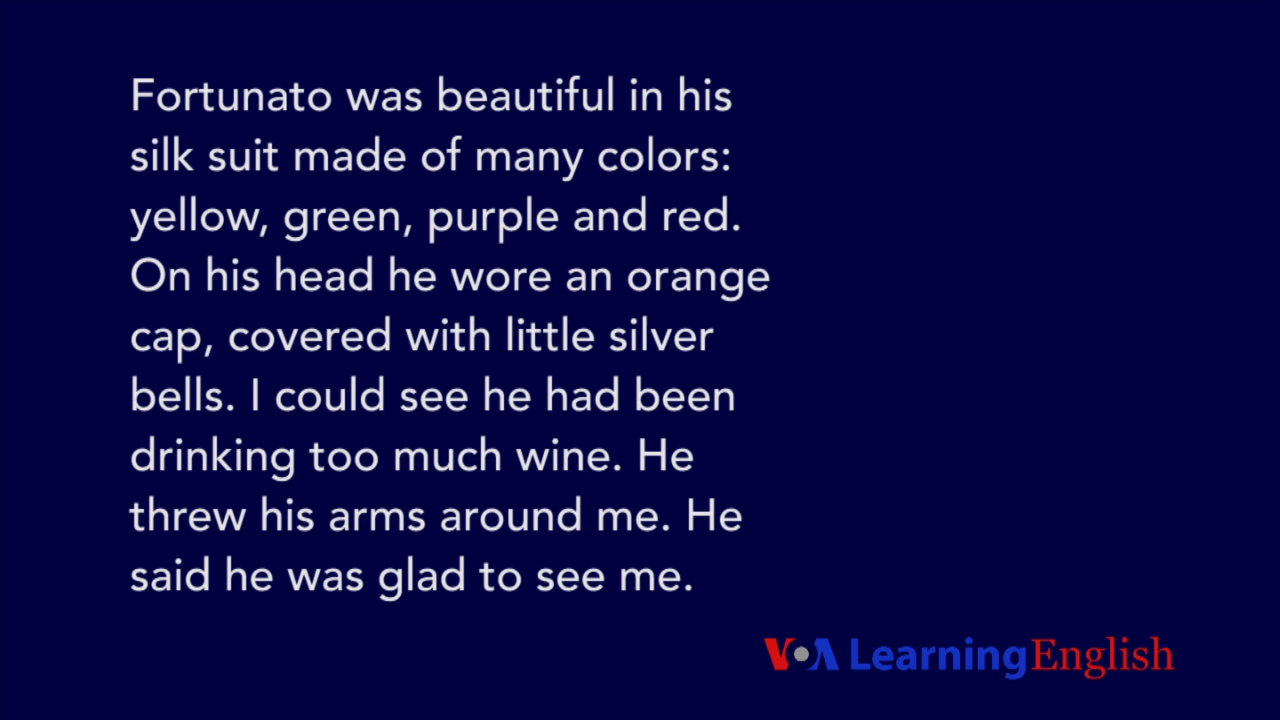 Fortunato was beautiful in his
silk suit made of many colors:
yellow, green, purple and red.
On his head he wore an orange
cap, covered with little silver
bells. I could see he had been
drinking too much wine. He
threw his arms around me. He
said he was glad to see me.
VOA Learning English